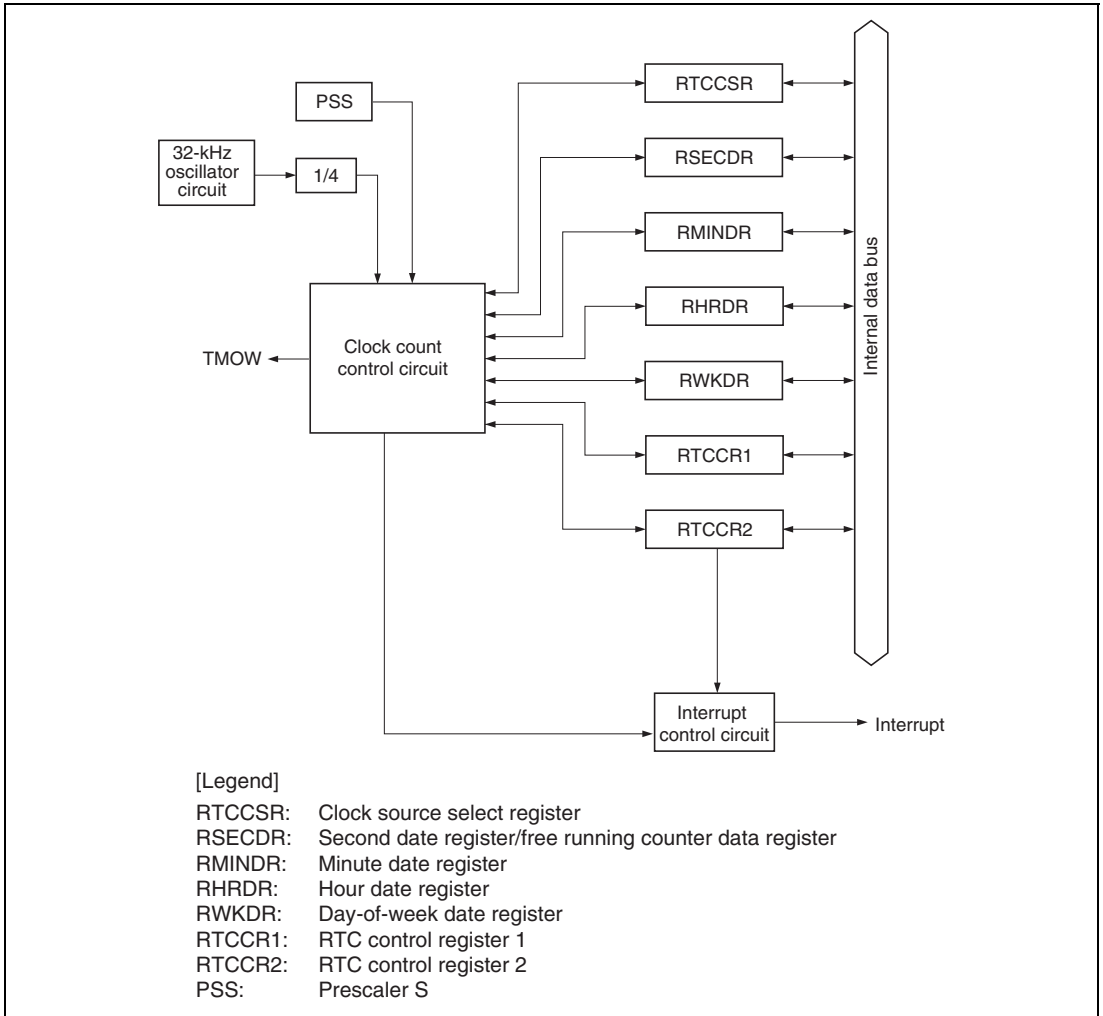 RTCCSR
PSS
32-kHz
oscillator
circuit
1/4
RSECDR
RMINDR
Internal data bus
RHRDR
Clock count
control circuit
TMOW
RWKDR
RTCCR1
RTCCR2
Interrupt
control circuit
Interrupt
[Legend]
RTCCSR: Clock source select register
RSECDR: Second date register/free running counter data register
RMINDR: Minute date register
RHRDR: Hour date register
RWKDR: Day-of-week date register
RTCCR1: RTC control register 1
RTCCR2: RTC control register 2
PSS: Prescaler S